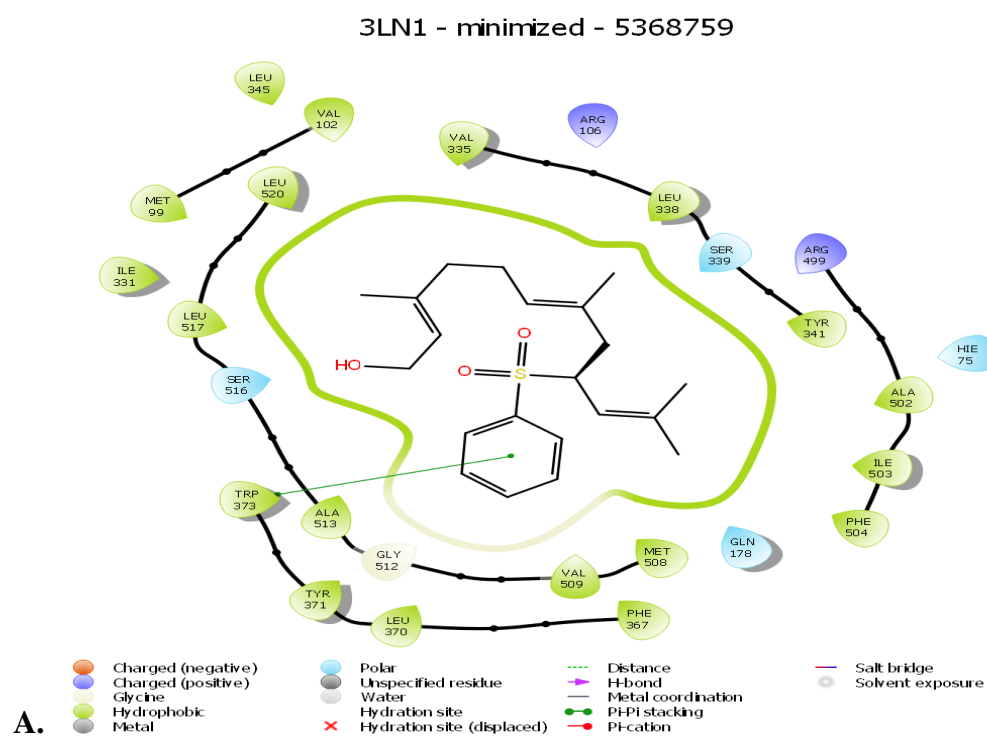 3LN1 - minimized - 5368759
LEU
345
VAL
102
ARG
106
VAL
335
LEU
520
MET
99
LEU
338
SER
339
ARG
499
ILE
331
LEU
517
TYR
341
HIE
75
HO
O
O
S
SER
516
ALA
502
ILE
503
TRP
373
ALA
513
PHE
504
GLN
178
GLY
512
MET
508
VAL
509
TYR
371
LEU
370
PHE
367
Charged (negative)
Charged (positive)
Glycine
Hydrophobic
Metal
Polar
Unspecified residue
Water
Hydration site
Hydration site (displaced)
Distance
H-bond
Metal coordination
Pi-Pi stacking
Pi-cation
Salt bridge
Solvent exposure
A.